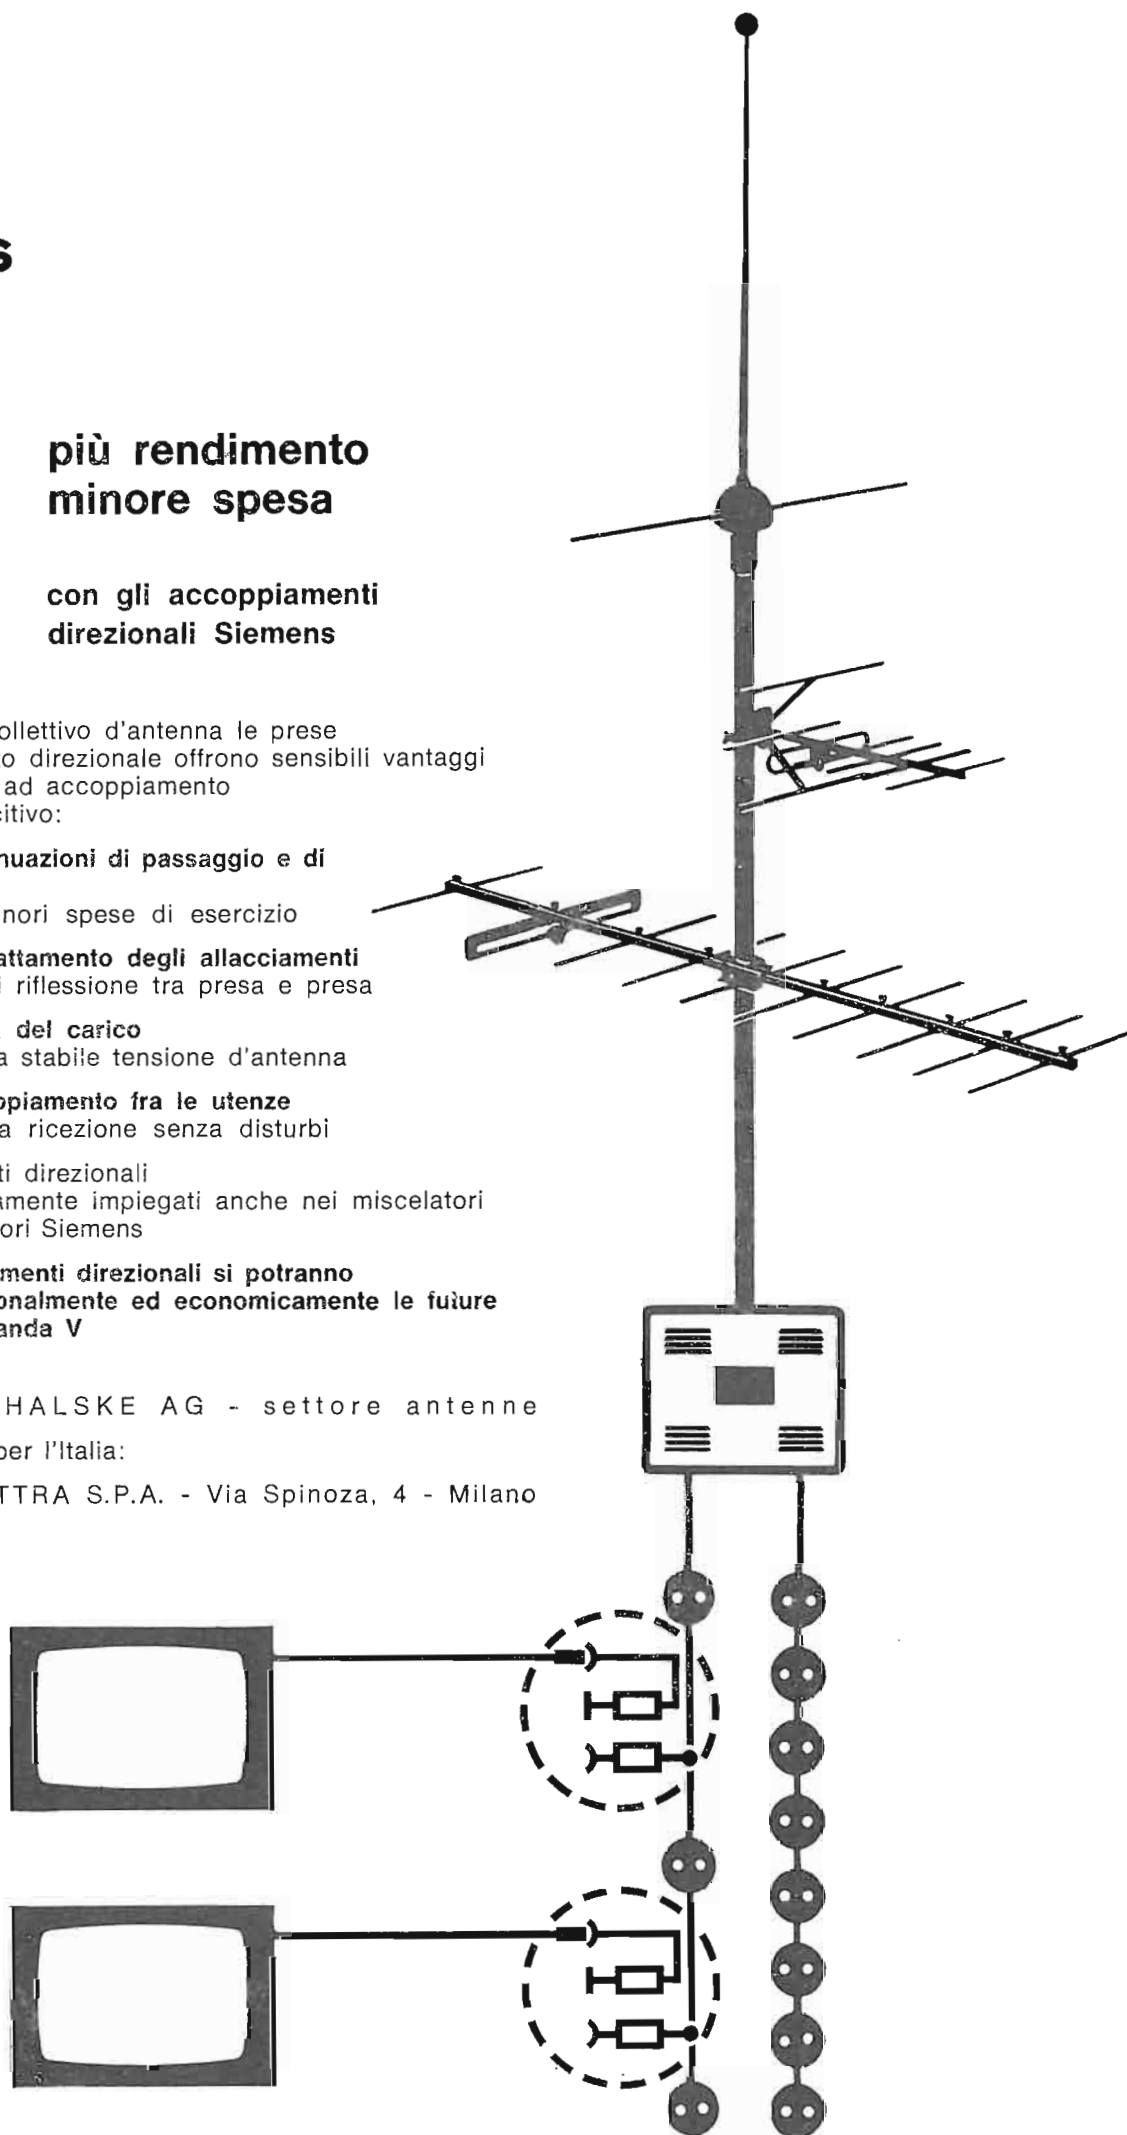 s
più rendimento
minore spesa
con gli accoppiamenti
direzionali Siemens
ollettivo d'antenna le prese
o direzionale offrono sensibili vantaggi
ad accoppiamento
citivo:
nuazioni di passaggio e di
nori spese di esercizio
attamento degli allacciamenti
i riflessione tra presa e presa
del carico
a stabile tensione d'antenna
ppiamento fra le utenze
a ricezione senza disturbi
ti direzionali
amente impiegati anche nei miscelatori
ori Siemens
menti direzionali si potranno
onalmente ed economicamente le future
anda V
HALSKE AG - settore antenne
per l'Italia:
TTRA S.P.A. - Via Spinoza, 4 - Milano